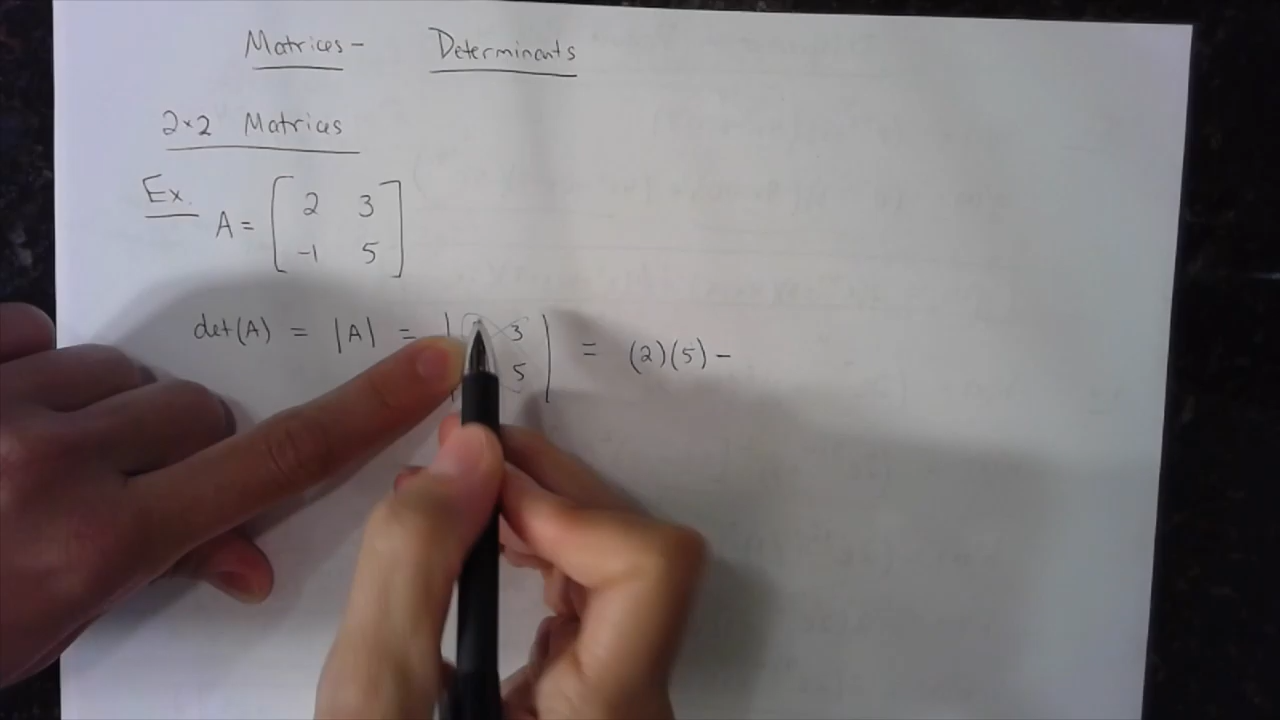 Matrices - Determinants
2×2 Matrices
Ex. A = [ 2 3
-1 5 ]
det(A) = |A| = | 3
5 | = (2)(5) -